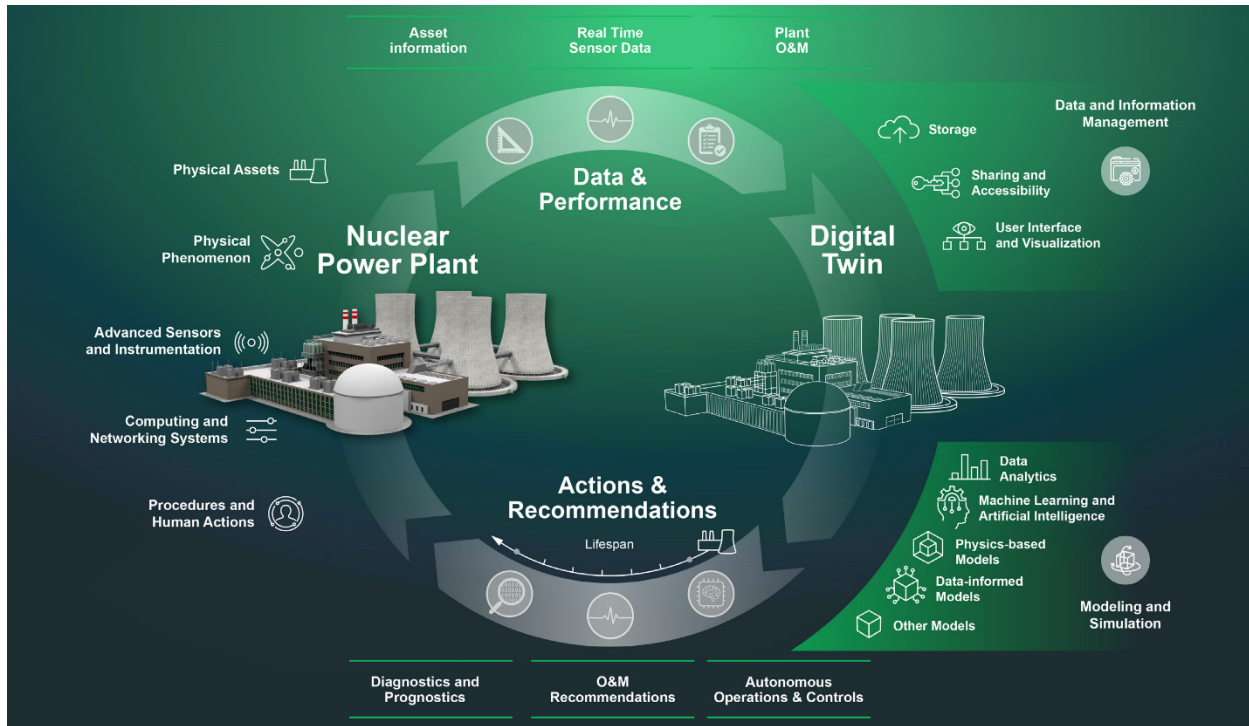 Asset
information
Real Time
Sensor Data
Plant
O&M
Data &
Performance
Physical Assets
Physical
Phenomenon
Advanced Sensors
and Instrumentation
Computing and
Networking Systems
Procedures and
Human Actions
Nuclear
Power Plant
Digital
Twin
Storage
Sharing and
Accessibility
User Interface
and Visualization
Data and Information
Management
Data
Analytics
Machine Learning and
Artificial Intelligence
Physics-based
Models
Data-informed
Models
Other Models
Modeling and
Simulation
Actions &
Recommendations
Lifespan
Diagnostics and
Prognostics
O&M
Recommendations
Autonomous
Operations & Controls